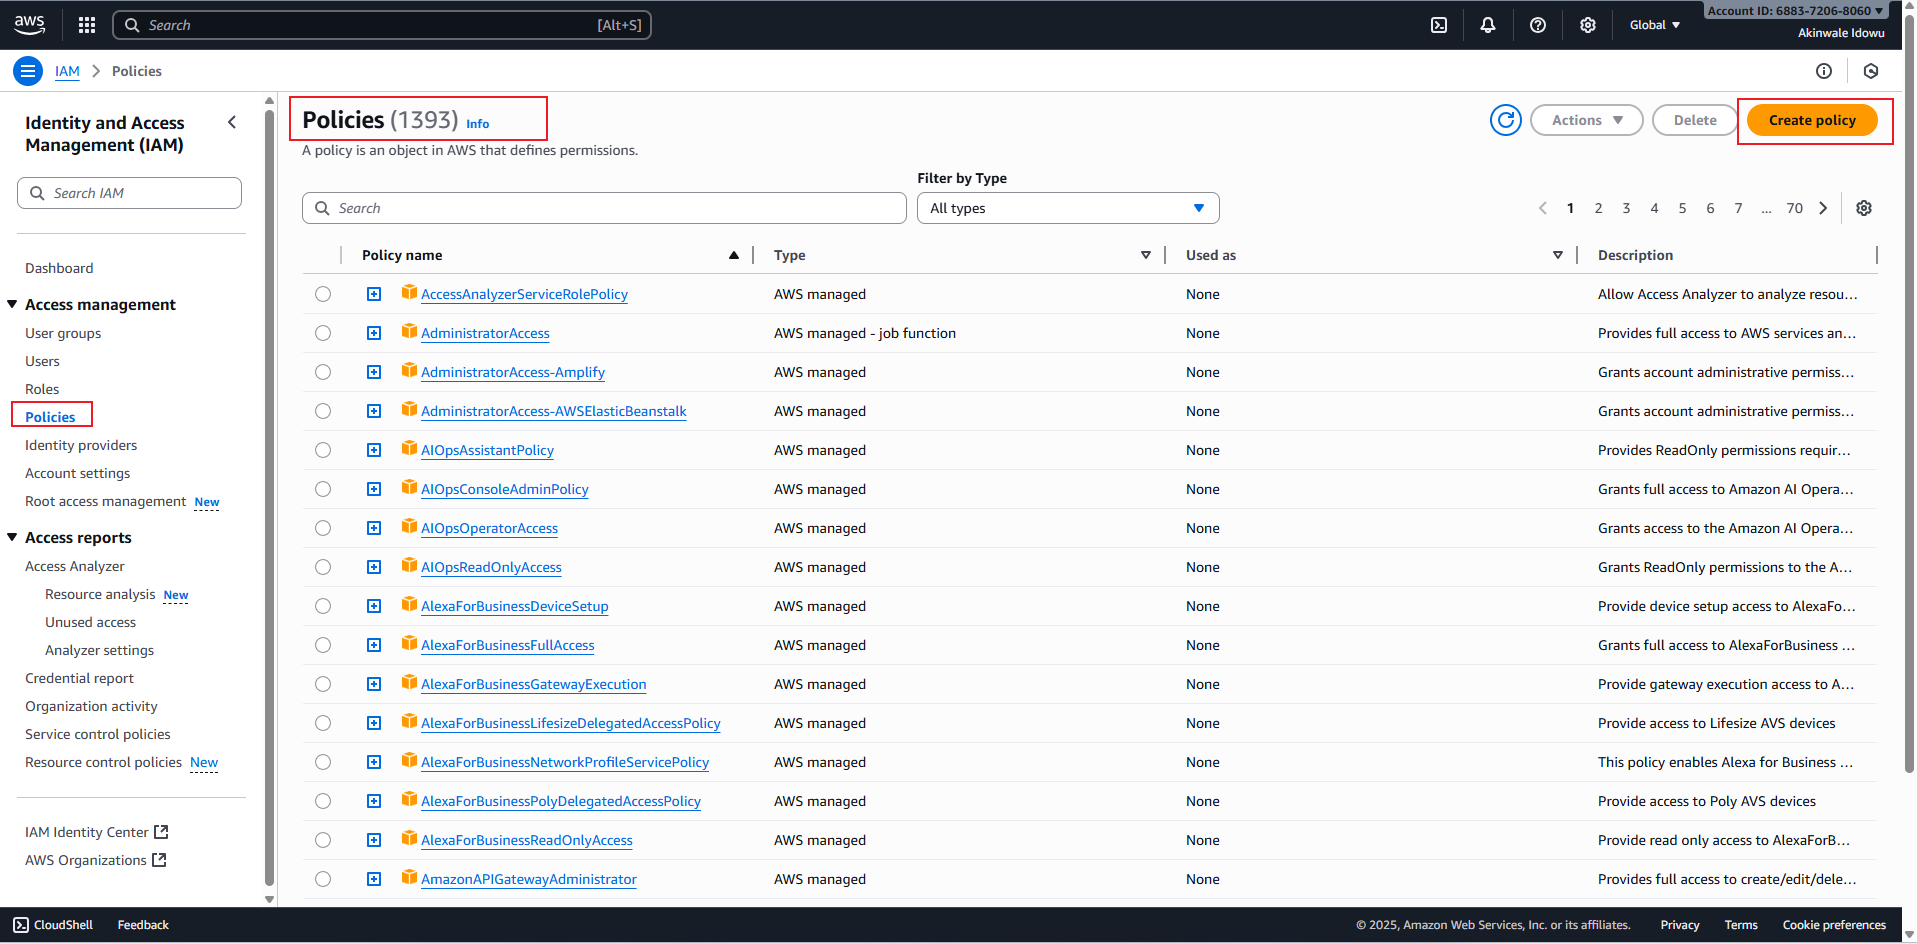 aws
Search
[Alt+S]
Global
Account ID: 6883-7206-8060
Akinwale Idowu
IAM
Policies
Identity and Access
Management (IAM)
Search IAM
Dashboard
Access management
User groups
Users
Roles
Policies
Identity providers
Account settings
Root access management New
Access reports
Access Analyzer
Resource analysis New
Unused access
Analyzer settings
Credential report
Organization activity
Service control policies
Resource control policies New
IAM Identity Center
AWS Organizations
Policies (1393) Info
A policy is an object in AWS that defines permissions.
Actions
Delete
Create policy
Filter by Type
Search
All types
1 2 3 4 5 6 7 ... 70
Policy name Type Used as Description
AccessAnalyzerServiceRolePolicy AWS managed None Allow Access Analyzer to analyze resou…
AdministratorAccess AWS managed - job function None Provides full access to AWS services an…
AdministratorAccess-Amplify AWS managed None Grants account administrative permiss…
AdministratorAccess-AWSElasticBeanstalk AWS managed None Grants account administrative permiss…
AIOpsAssistantPolicy AWS managed None Provides ReadOnly permissions requir…
AIOpsConsoleAdminPolicy AWS managed None Grants full access to Amazon AI Opera…
AIOpsOperatorAccess AWS managed None Grants access to the Amazon AI Opera…
AIOpsReadOnlyAccess AWS managed None Grants ReadOnly permissions to the A…
AlexaForBusinessDeviceSetup AWS managed None Provide device setup access to AlexaFo…
AlexaForBusinessFullAccess AWS managed None Grants full access to AlexaForBusiness …
AlexaForBusinessGatewayExecution AWS managed None Provide gateway execution access to A…
AlexaForBusinessLifesizeDelegatedAccessPolicy AWS managed None Provide access to Lifesize AVS devices
AlexaForBusinessNetworkProfileServicePolicy AWS managed None This policy enables Alexa for Business …
AlexaForBusinessPolyDelegatedAccessPolicy AWS managed None Provide access to Poly AVS devices
AlexaForBusinessReadOnlyAccess AWS managed None Provide read only access to AlexaForB…
AmazonAPIGatewayAdministrator AWS managed None Provides full access to create/edit/dele…
CloudShell Feedback © 2025, Amazon Web Services, Inc. or its affiliates. Privacy Terms Cookie preferences